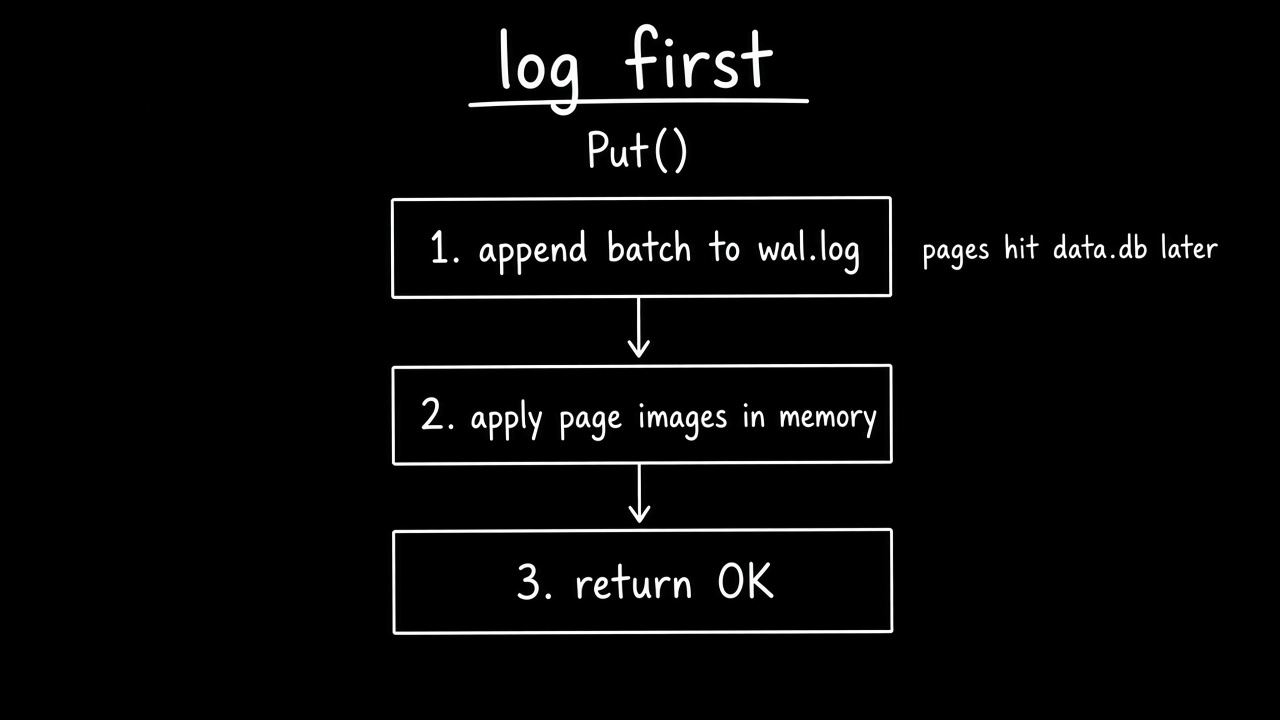 log first
Put()
1. append batch to wal.log
pages hit data.db later
2. apply page images in memory
3. return OK